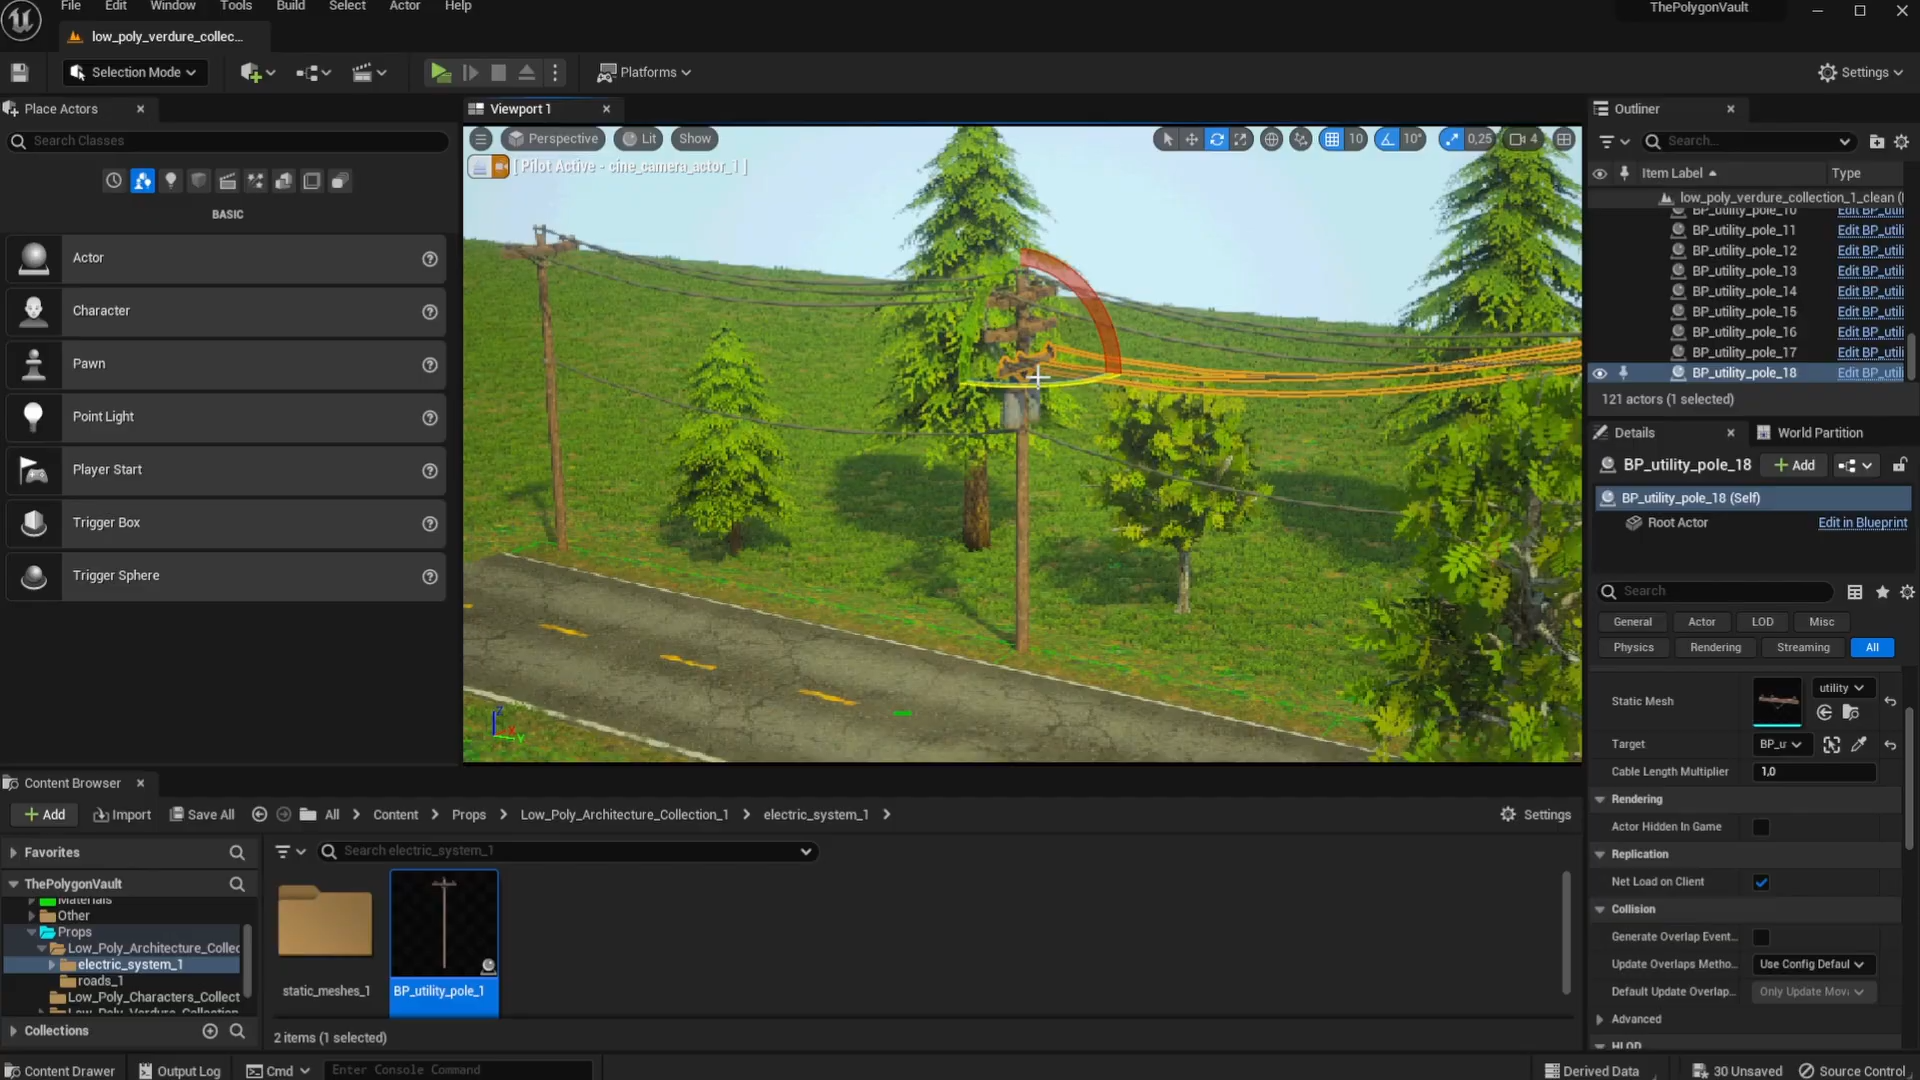 File Edit Window Tools Build Select Actor Help
ThePolygonVault
low_poly_verdure_collec...
Selection Mode
Platforms
Settings
Place Actors
Search Classes
BASIC
Actor
Character
Pawn
Point Light
Player Start
Trigger Box
Trigger Sphere
Viewport 1
Perspective
Lit
Show
10
10°
0,25
4
[ Pilot Active - cine_camera_actor_1 ]
Outliner
Search...
Item Label
Type
low_poly_verdure_collection_1_clean (
BP_utility_pole_10 Edit BP_utili
BP_utility_pole_11 Edit BP_utili
BP_utility_pole_12 Edit BP_utili
BP_utility_pole_13 Edit BP_utili
BP_utility_pole_14 Edit BP_utili
BP_utility_pole_15 Edit BP_utili
BP_utility_pole_16 Edit BP_utili
BP_utility_pole_17 Edit BP_utili
BP_utility_pole_18 Edit BP_utili
121 actors (1 selected)
Details
World Partition
BP_utility_pole_18
Add
BP_utility_pole_18 (Self)
Root Actor Edit in Blueprint
Search
General Actor LOD Misc
Physics Rendering Streaming All
Static Mesh utility
Target BP_u
Cable Length Multiplier 1,0
Rendering
Actor Hidden In Game
Replication
Net Load on Client
Collision
Generate Overlap Event...
Update Overlaps Metho... Use Config Defaul
Default Update Overlap... Only Update Mov
Advanced
HLOD
Content Browser
Add Import Save All All Content Props Low_Poly_Architecture_Collection_1 electric_system_1 Settings
Favorites
Search electric_system_1
ThePolygonVault
Materials
Other
Props
Low_Poly_Architecture_Collec
electric_system_1
roads_1
Low_Poly_Characters_Collect
Low_Poly_Verdure_Collection
Collections
static_meshes_1
BP_utility_pole_1
2 items (1 selected)
Content Drawer Output Log Cmd Enter Console Command Derived Data 30 Unsaved Source Control